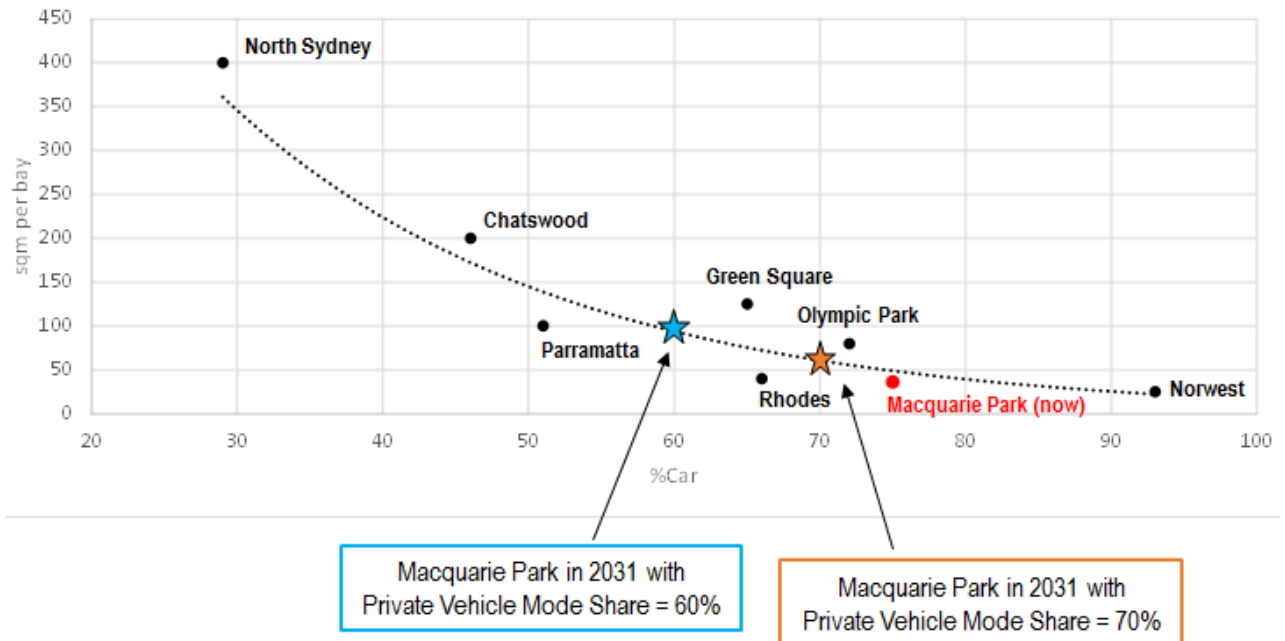 450
400
350
300
250
200
150
100
50
0
sqm per bay
North Sydney
Chatswood
Green Square
Olympic Park
Parramatta
Rhodes
Macquarie Park (now)
Norwest
20 30 40 50 60 70 80 90 100
%Car
Macquarie Park in 2031 with
Private Vehicle Mode Share = 60%
Macquarie Park in 2031 with
Private Vehicle Mode Share = 70%